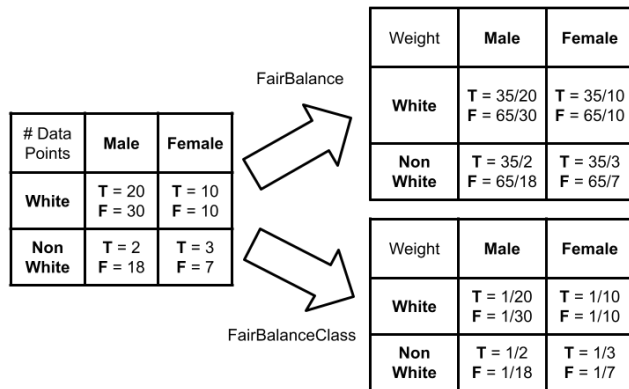 FairBalance
# Data Points Male Female
White T = 20 T = 10
F = 30 F = 10
Non White T = 2 T = 3
F = 18 F = 7
Weight Male Female
White T = 35/20 T = 35/10
F = 65/30 F = 65/10
Non White T = 35/2 T = 35/3
F = 65/18 F = 65/7
FairBalanceClass
Weight Male Female
White T = 1/20 T = 1/10
F = 1/30 F = 1/10
Non White T = 1/2 T = 1/3
F = 1/18 F = 1/7